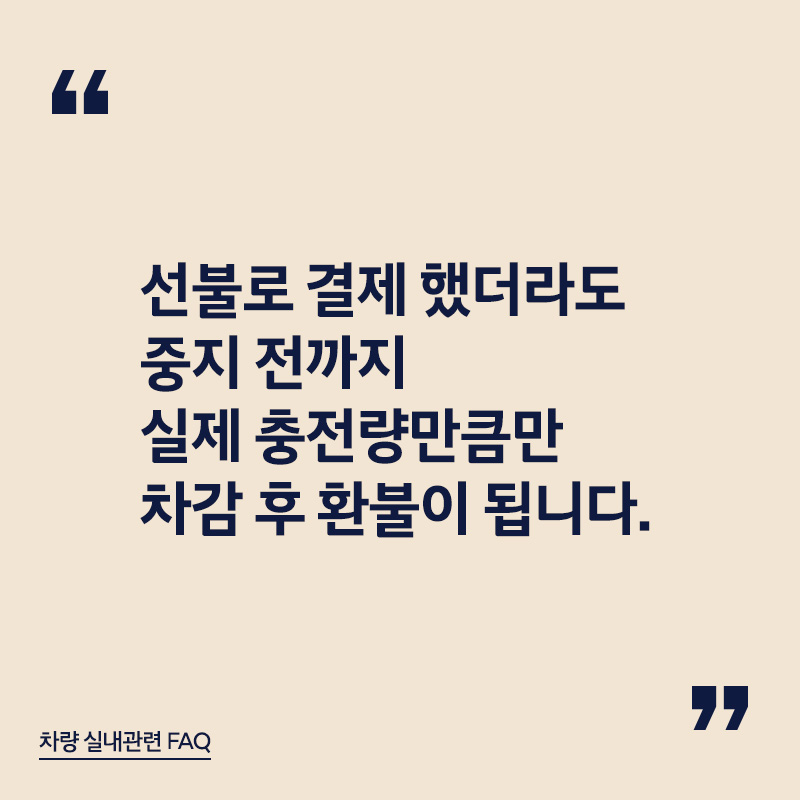 “
선불로 결제 했더라도
중지 전까지
실제 충전량만큼만
차감 후 환불이 됩니다.
”
차량 실내관련 FAQ